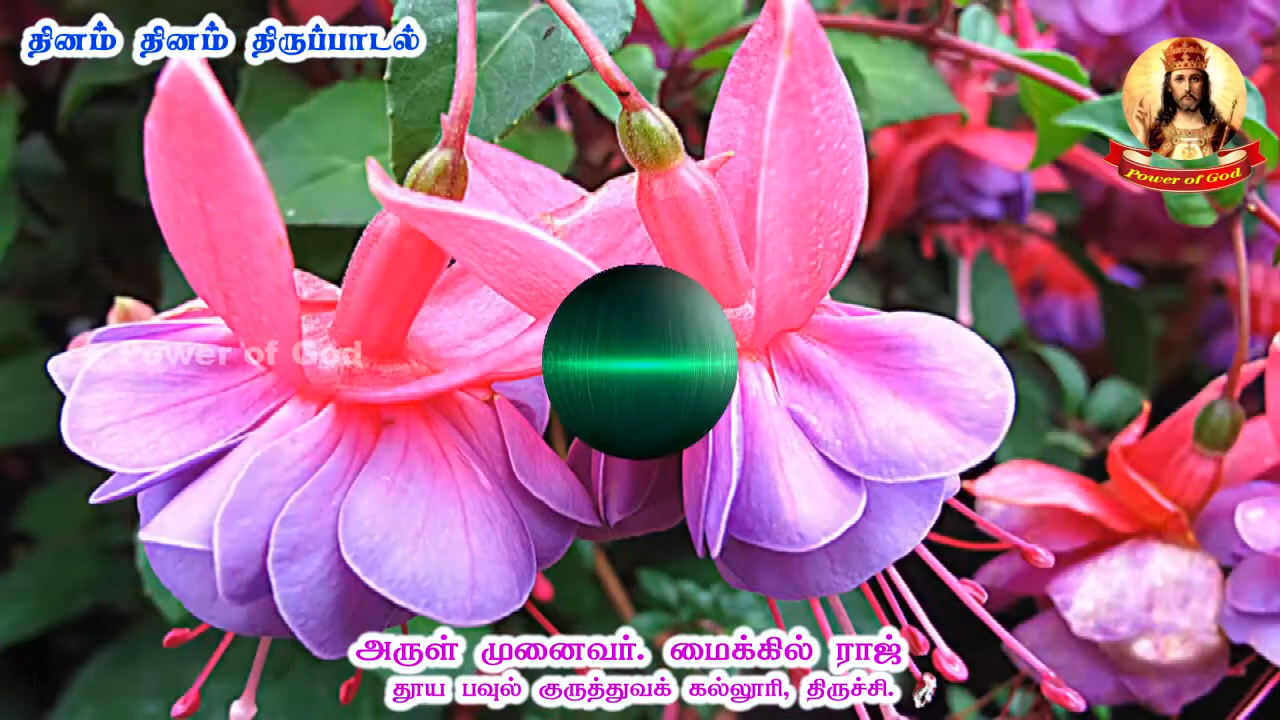 தினம் தினம் திருப்பாடல்
Power of God
Power of God
அருள் முனைவர். மைக்கில் ராஜ்
தூய பவுல் குருத்துவக் கல்லூரி, திருச்சி.